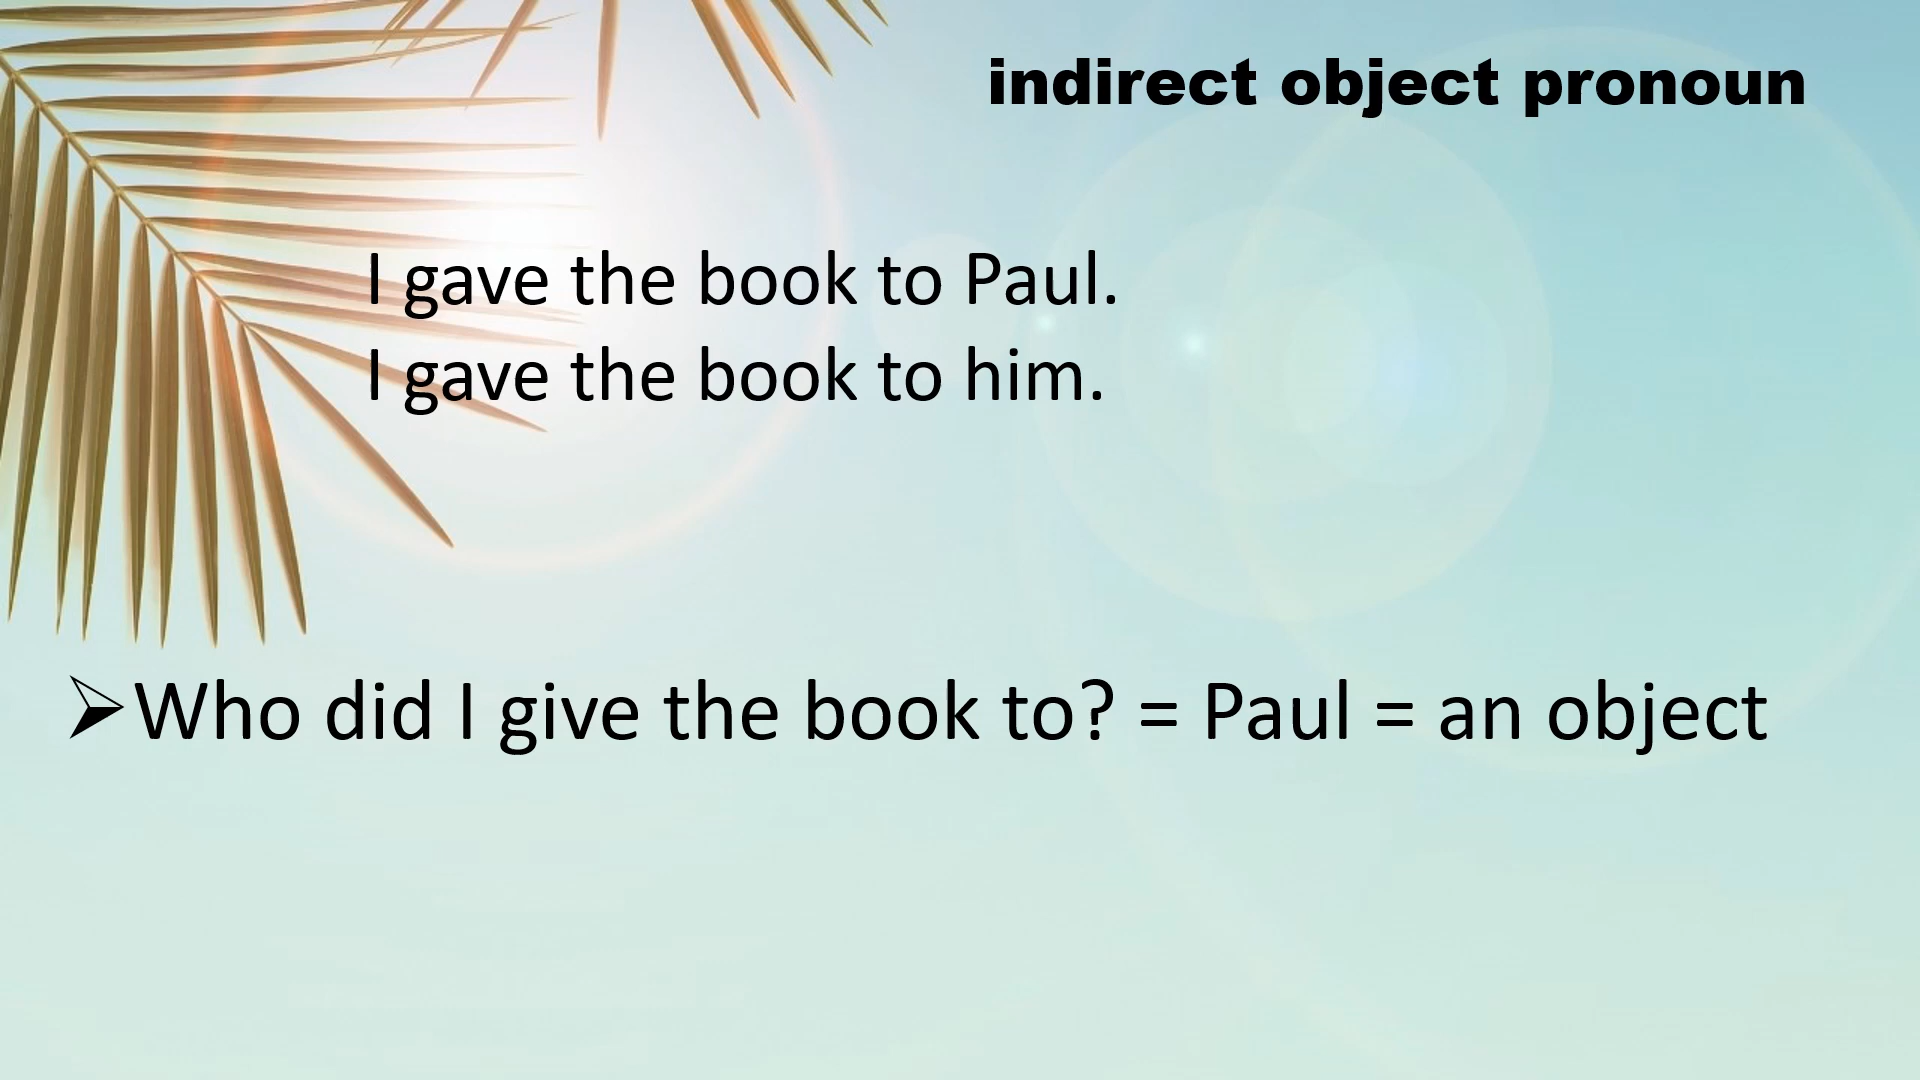 indirect object pronoun
I gave the book to Paul.
I gave the book to him.
Who did I give the book to? = Paul = an object